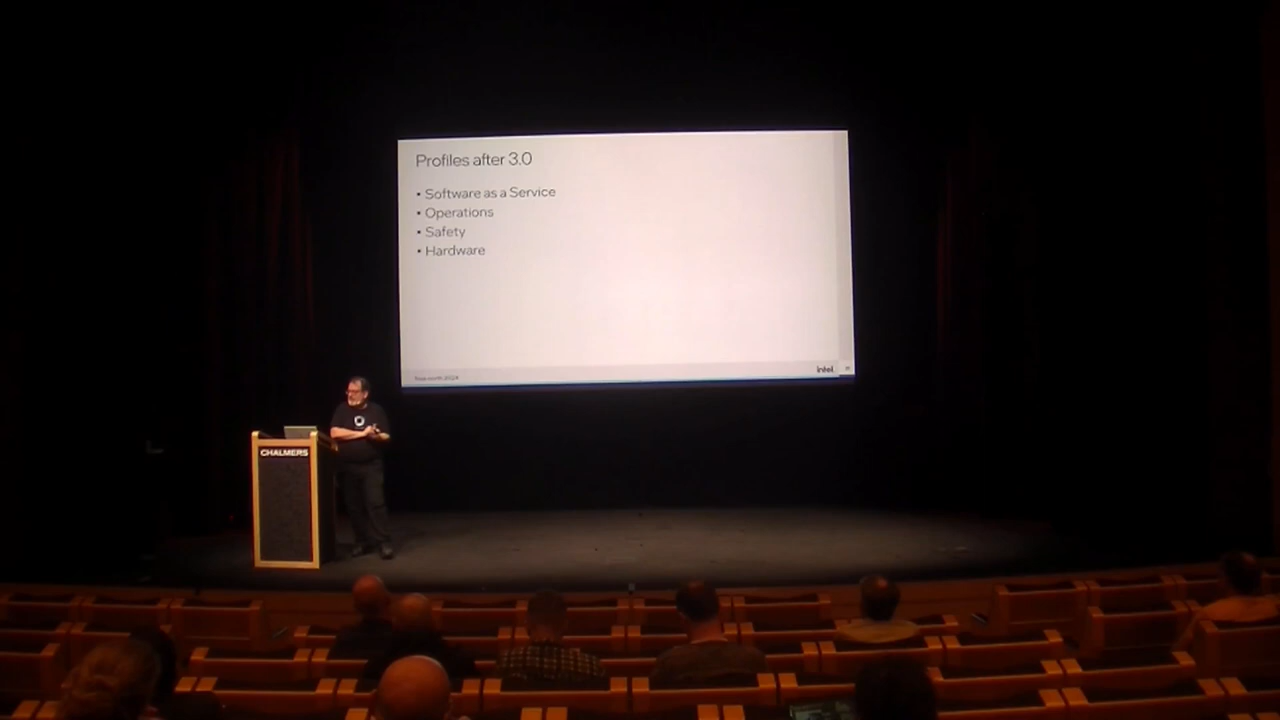 Profiles after 3.0
• Software as a Service
• Operations
• Safety
• Hardware
intel.
CHALMERS